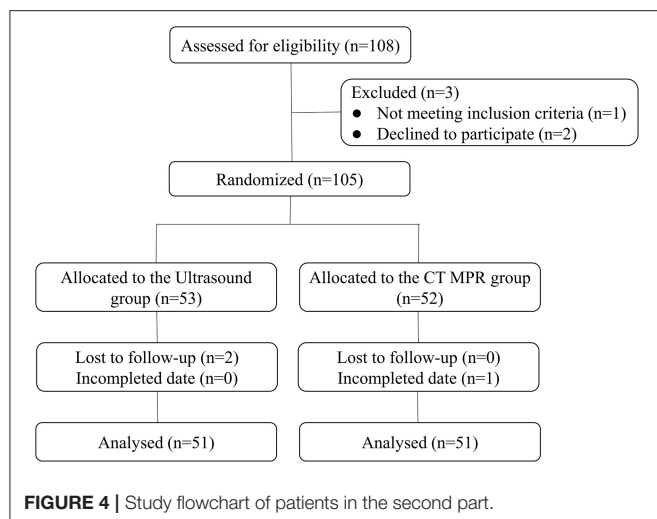 Assessed for eligibility (n=108)
Excluded (n=3)
● Not meeting inclusion criteria (n=1)
● Declined to participate (n=2)
Randomized (n=105)
Allocated to the Ultrasound
group (n=53)
Allocated to the CT MPR group
(n=52)
Lost to follow-up (n=2)
Incompleted date (n=0)
Lost to follow-up (n=0)
Incompleted date (n=1)
Analysed (n=51)
Analysed (n=51)
FIGURE 4 | Study flowchart of patients in the second part.